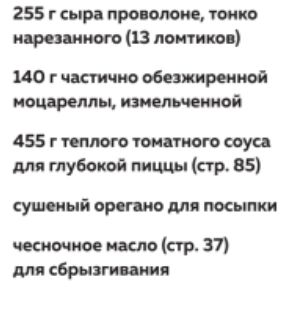 255 г сыра проволоне, тонко
нарезанного (13 ломтиков)
140 г частично обезжиренной
моцареллы, измельченной
455 г теплого томатного соуса
для глубокой пиццы (стр. 85)
сушеный орегано для посыпки
чесночное масло (стр. 37)
для сбрызгивания